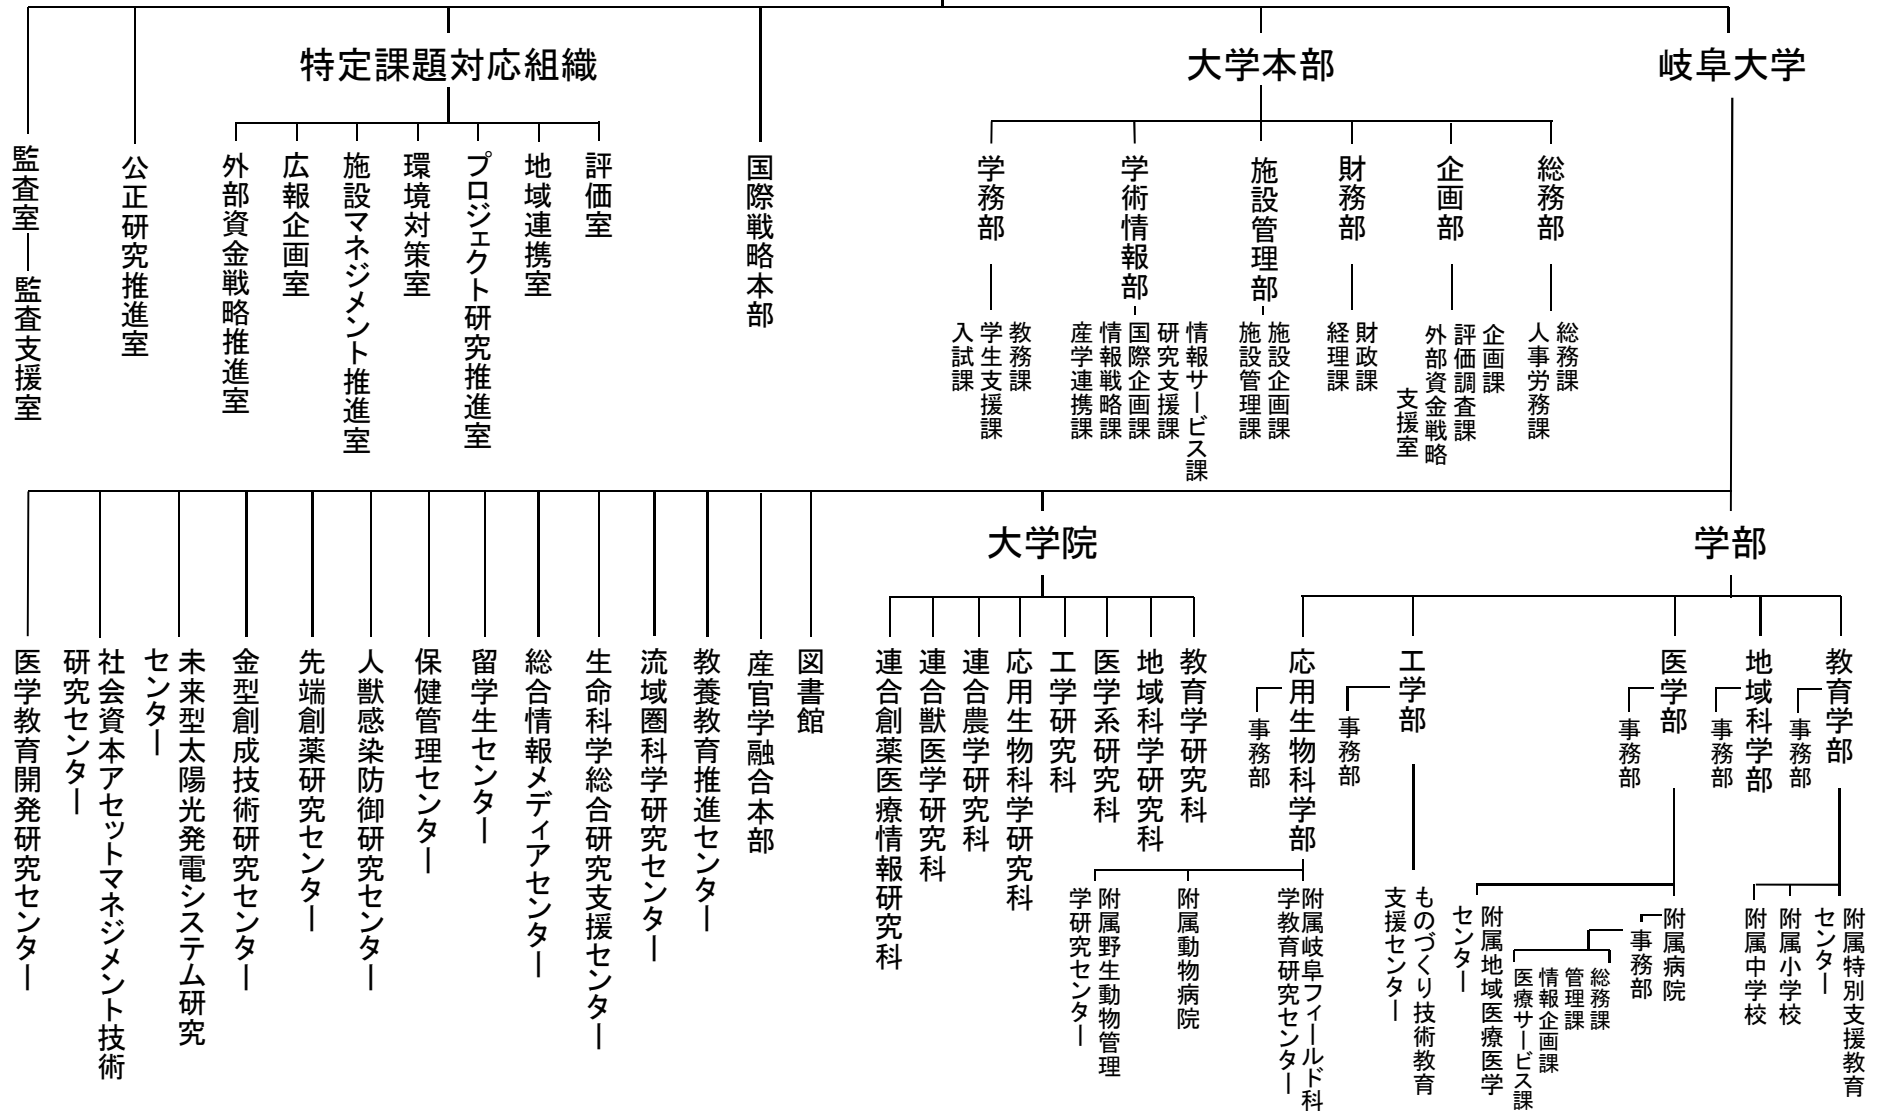 岐阜大学
大学本部
総務部
総務課
人事労務課
企画部
企画課
評価調査課
外部資金戦略
支援室
財務部
財政課
経理課
施設管理部
施設企画課
施設管理課
学術情報部
情報サービス課
研究支援課
国際企画課
情報戦略課
産学連携課
学務部
教務課
学生支援課
入試課
国際戦略本部
特定課題対応組織
評価室
地域連携室
プロジェクト研究推進室
環境対策室
施設マネジメント推進室
広報企画室
外部資金戦略推進室
公正研究推進室
監査室
監査支援室
学部
教育学部
事務部
附属特別支援教育
センター
附属小学校
附属中学校
地域科学部
事務部
医学部
事務部
附属病院
事務部
総務課
管理課
情報企画課
医療サービス課
附属地域医療医学
センター
工学部
事務部
ものづくり技術教育
支援センター
応用生物科学部
事務部
附属岐阜フィールド科
学教育研究センター
附属動物病院
附属野生動物管理
学研究センター
大学院
教育学研究科
地域科学研究科
医学系研究科
工学研究科
応用生物科学研究科
連合農学研究科
連合獣医学研究科
連合創薬医療情報研究科
図書館
産官学融合本部
教養教育推進センター
流域圏科学研究センター
生命科学総合研究支援センター
総合情報メディアセンター
留学生センター
保健管理センター
人獣感染防御研究センター
先端創薬研究センター
金型創成技術研究センター
未来型太陽光発電システム研究
センター
社会資本アセットマネジメント技術
研究センター
医学教育開発研究センター